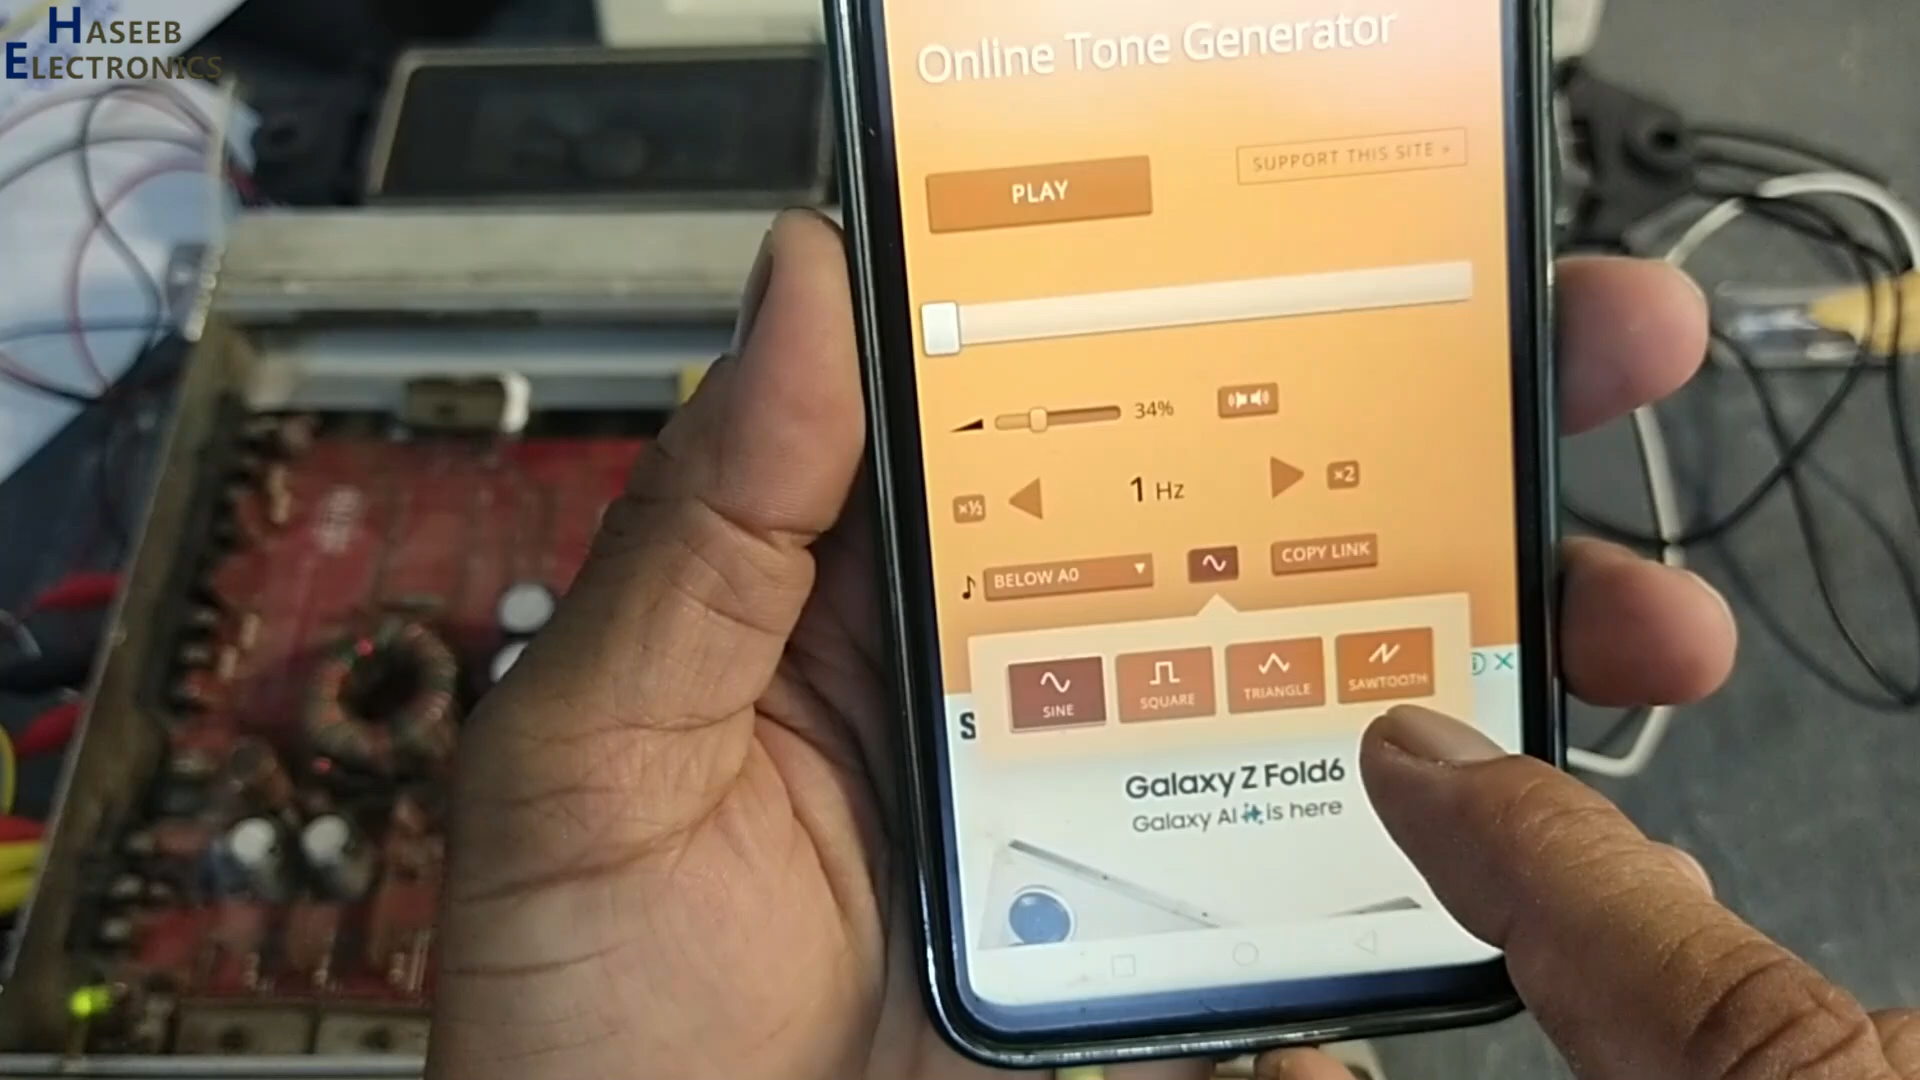 HASEEB
ELECTRONICS
Online Tone Generator
PLAY
SUPPORT THIS SITE »
34%
×½
1 Hz
×2
BELOW A0
COPY LINK
SINE
SQUARE
TRIANGLE
SAWTOOTH
S
Galaxy Z Fold6
Galaxy AI is here